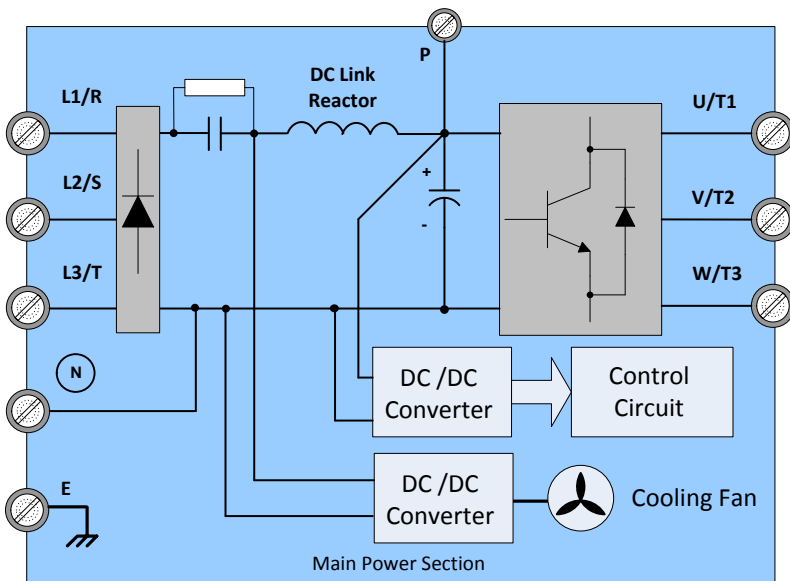 P
L1/R
DC Link
Reactor
U/T1
L2/S
+
-
V/T2
L3/T
W/T3
N
DC /DC
Converter
Control
Circuit
E
DC /DC
Converter
Cooling Fan
Main Power Section